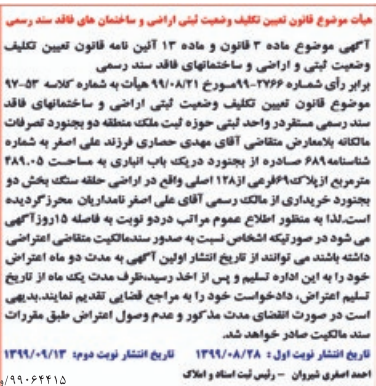 هیأت موضوع قانون تعیین تکلیف وضعیت ثبتی اراضی و ساختمان های فاقد سند رسمی
آگهی موضوع ماده ۳ قانون و ماده ۱۳ آئین نامه قانون تعیین تکلیف
وضعیت ثبتی و اراضی و ساختمانهای فاقد سند رسمی
برابر رأی شماره ۲۷۶۶-۹۹مورخ ۹۹/۰۸/۲۱ هیأت به شماره کلاسه ۵۳-۹۷
موضوع قانون تعیین تکلیف وضعیت ثبتی اراضی و ساختمانهای فاقد
سند رسمی مستقر در واحد ثبتی حوزه ثبت ملک منطقه دو بجنورد تصرفات
مالکانه بلامعارض متقاضی آقای مهدی حصاری فرزند علی اصغر به شماره
شناسنامه ۶۸۹ صادره از بجنورد دریک باب انباری به مساحت ۴۸۹.۰۵
مترمربع ازپلاک۶۹فرعی از۱۲۸ اصلی واقع در اراضی حلقه سنگ بخش دو
بجنورد خریداری از مالک رسمی آقای علی اصغر نامداریان محرزگردیده
است.لذا به منظور اطلاع عموم مراتب دردو نوبت به فاصله ۱۵روزآگهی
می شود در صورتیکه اشخاص نسبت به صدور سندمالکیت متقاضی اعتراضی
داشته باشند می توانند از تاریخ انتشار اولین آگهی به مدت دو ماه اعتراض
خود را به این اداره تسلیم و پس از اخذ رسید،ظرف مدت یک ماه از تاریخ
تسلیم اعتراض، دادخواست خود را به مراجع قضایی تقدیم نمایند.بدیهی
است در صورت انقضای مدت مذکور و عدم وصول اعتراض طبق مقررات
سند مالکیت صادر خواهد شد.
تاریخ انتشار نوبت اول : ۱۳۹۹/۰۸/۲۸ تاریخ انتشار نوبت دوم: ۱۳۹۹/۰۹/۱۳
احمد اصغری شیروان - رئیس ثبت اسناد و املاک
۹۹۰۶۴۴۱۵/و